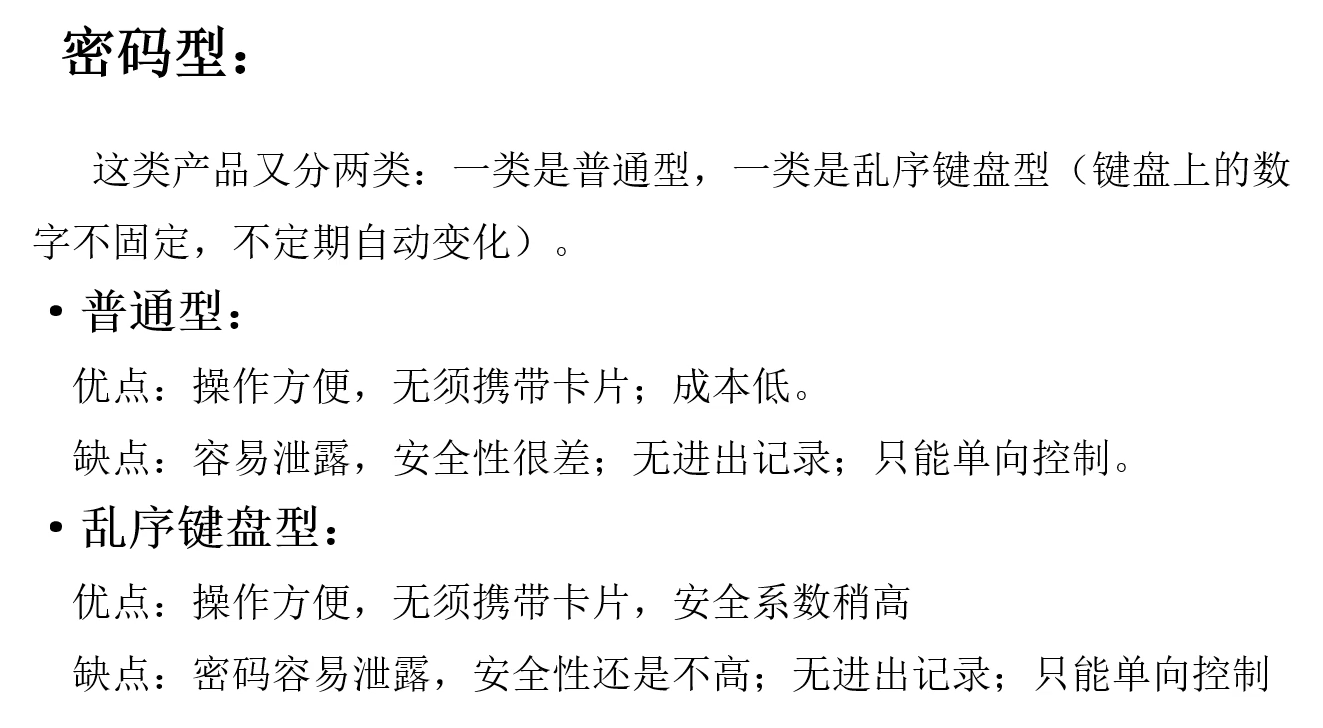 密码型：
这类产品又分两类：一类是普通型，一类是乱序键盘型（键盘上的数
字不固定，不定期自动变化）。
• 普通型：
优点：操作方便，无须携带卡片；成本低。
缺点：容易泄露，安全性很差；无进出记录；只能单向控制。
• 乱序键盘型：
优点：操作方便，无须携带卡片，安全系数稍高
缺点：密码容易泄露，安全性还是不高；无进出记录；只能单向控制